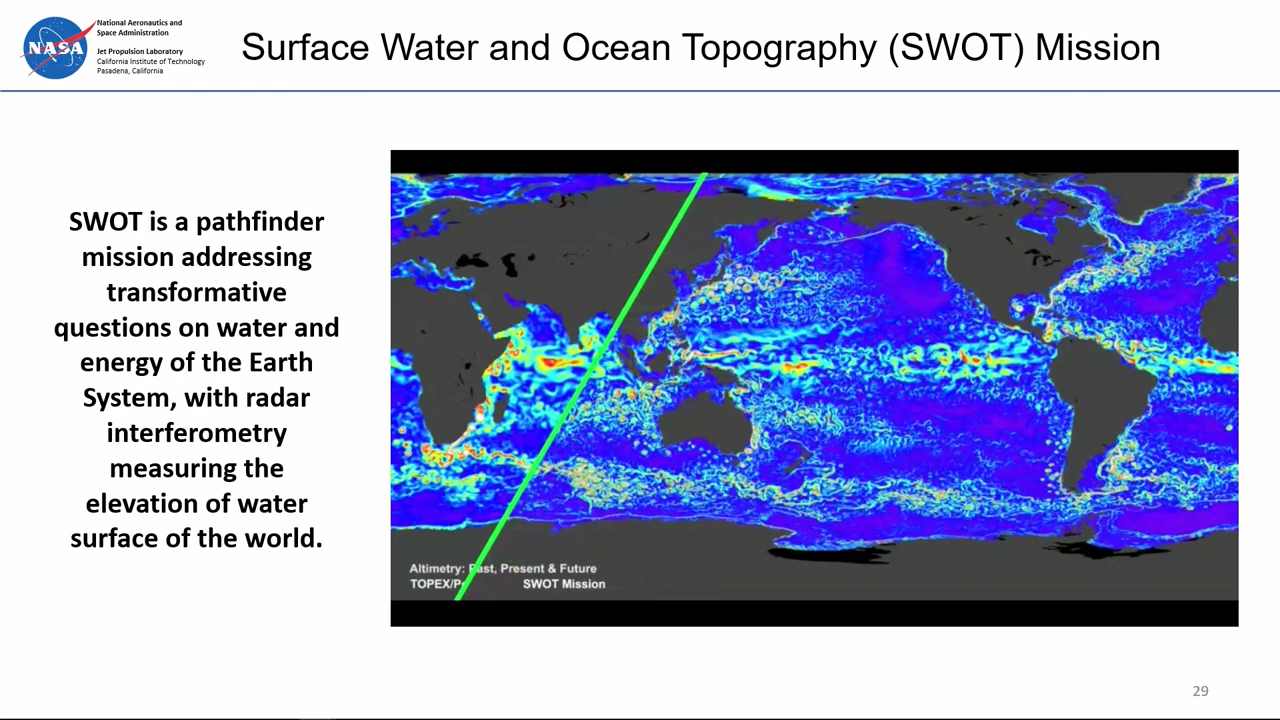 National Aeronautics and
Space Administration
Jet Propulsion Laboratory
California Institute of Technology
Pasadena, California
NASA
Surface Water and Ocean Topography (SWOT) Mission
SWOT is a pathfinder
mission addressing
transformative
questions on water and
energy of the Earth
System, with radar
interferometry
measuring the
elevation of water
surface of the world.
Altimetry: Past, Present & Future
TOPEX/P SWOT Mission
29